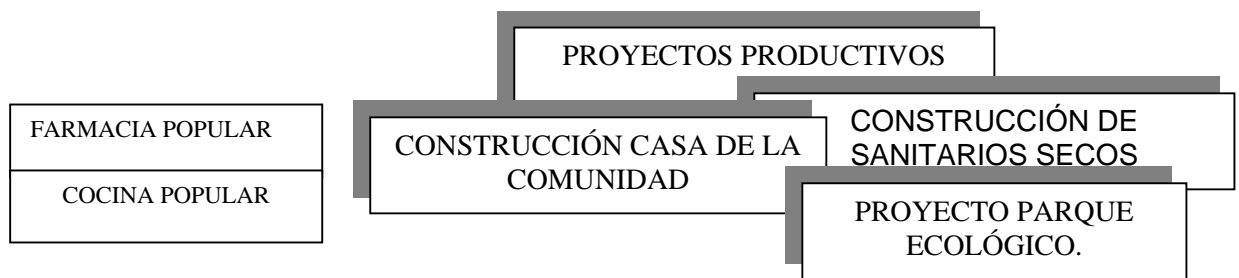 PROYECTOS PRODUCTIVOS
FARMACIA POPULAR
COCINA POPULAR
CONSTRUCCIÓN CASA DE LA
COMUNIDAD
CONSTRUCCIÓN DE
SANITARIOS SECOS
PROYECTO PARQUE
ECOLÓGICO.